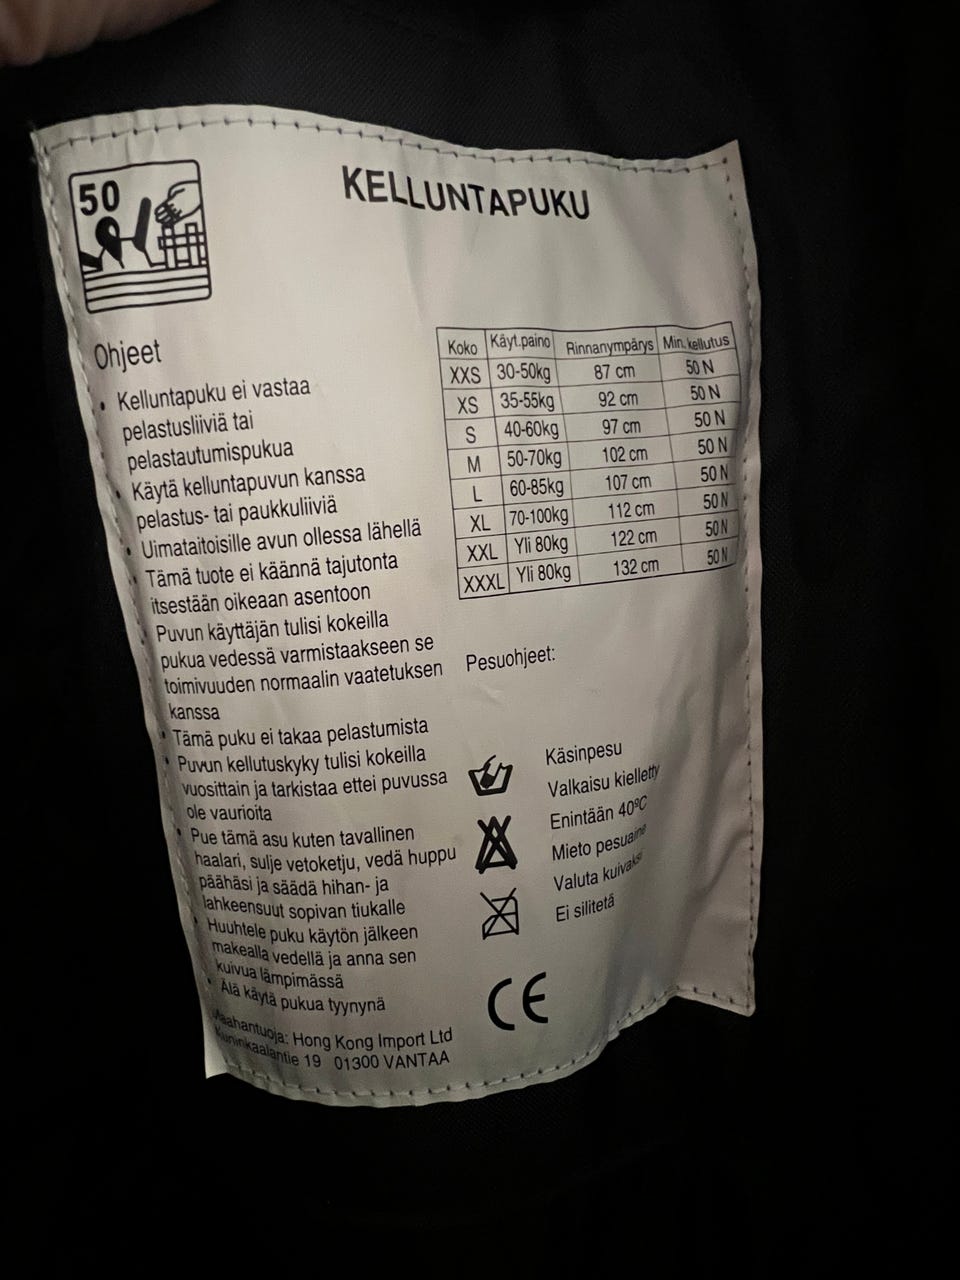 50
KELLUNTAPUKU
Ohjeet
• Kelluntapuku ei vastaa
pelastusliiviä tai
pelastautumispukua
• Käytä kelluntapuvun kanssa
pelastus- tai paukkuliiviä
• Uimataitoisille avun ollessa lähellä
• Tämä tuote ei käännä tajutonta
itsestään oikeaan asentoon
• Puvun käyttäjän tulisi kokeilla
pukua vedessä varmistaakseen se
toimivuuden normaalin vaatetuksen
kanssa
• Tämä puku ei takaa pelastumista
• Puvun kellutuskyky tulisi kokeilla
vuosittain ja tarkistaa ettei puvussa
ole vaurioita
• Pue tämä asu kuten tavallinen
haalari, sulje vetoketju, vedä huppu
päähäsi ja säädä hihan- ja
lahkeensuut sopivan tiukalle
• Huuhtele puku käytön jälkeen
makealla vedellä ja anna sen
kuivua lämpimässä
• Älä käytä pukua tyynynä
Maahantuoja: Hong Kong Import Ltd
Kuninkaalantie 19 01300 VANTAA
Koko Käyt.paino Rinnanympärys Min. kellutus
XXS 30-50kg 87 cm 50 N
XS 35-55kg 92 cm 50 N
S 40-60kg 97 cm 50 N
M 50-70kg 102 cm 50 N
L 60-85kg 107 cm 50 N
XL 70-100kg 112 cm 50 N
XXL Yli 80kg 122 cm 50 N
XXXL Yli 80kg 132 cm 50 N
Pesuohjeet:
Käsinpesu
Valkaisu kielletty
Enintään 40ºC
Mieto pesuaine
Valuta kuivaksi
Ei silitetä
CE